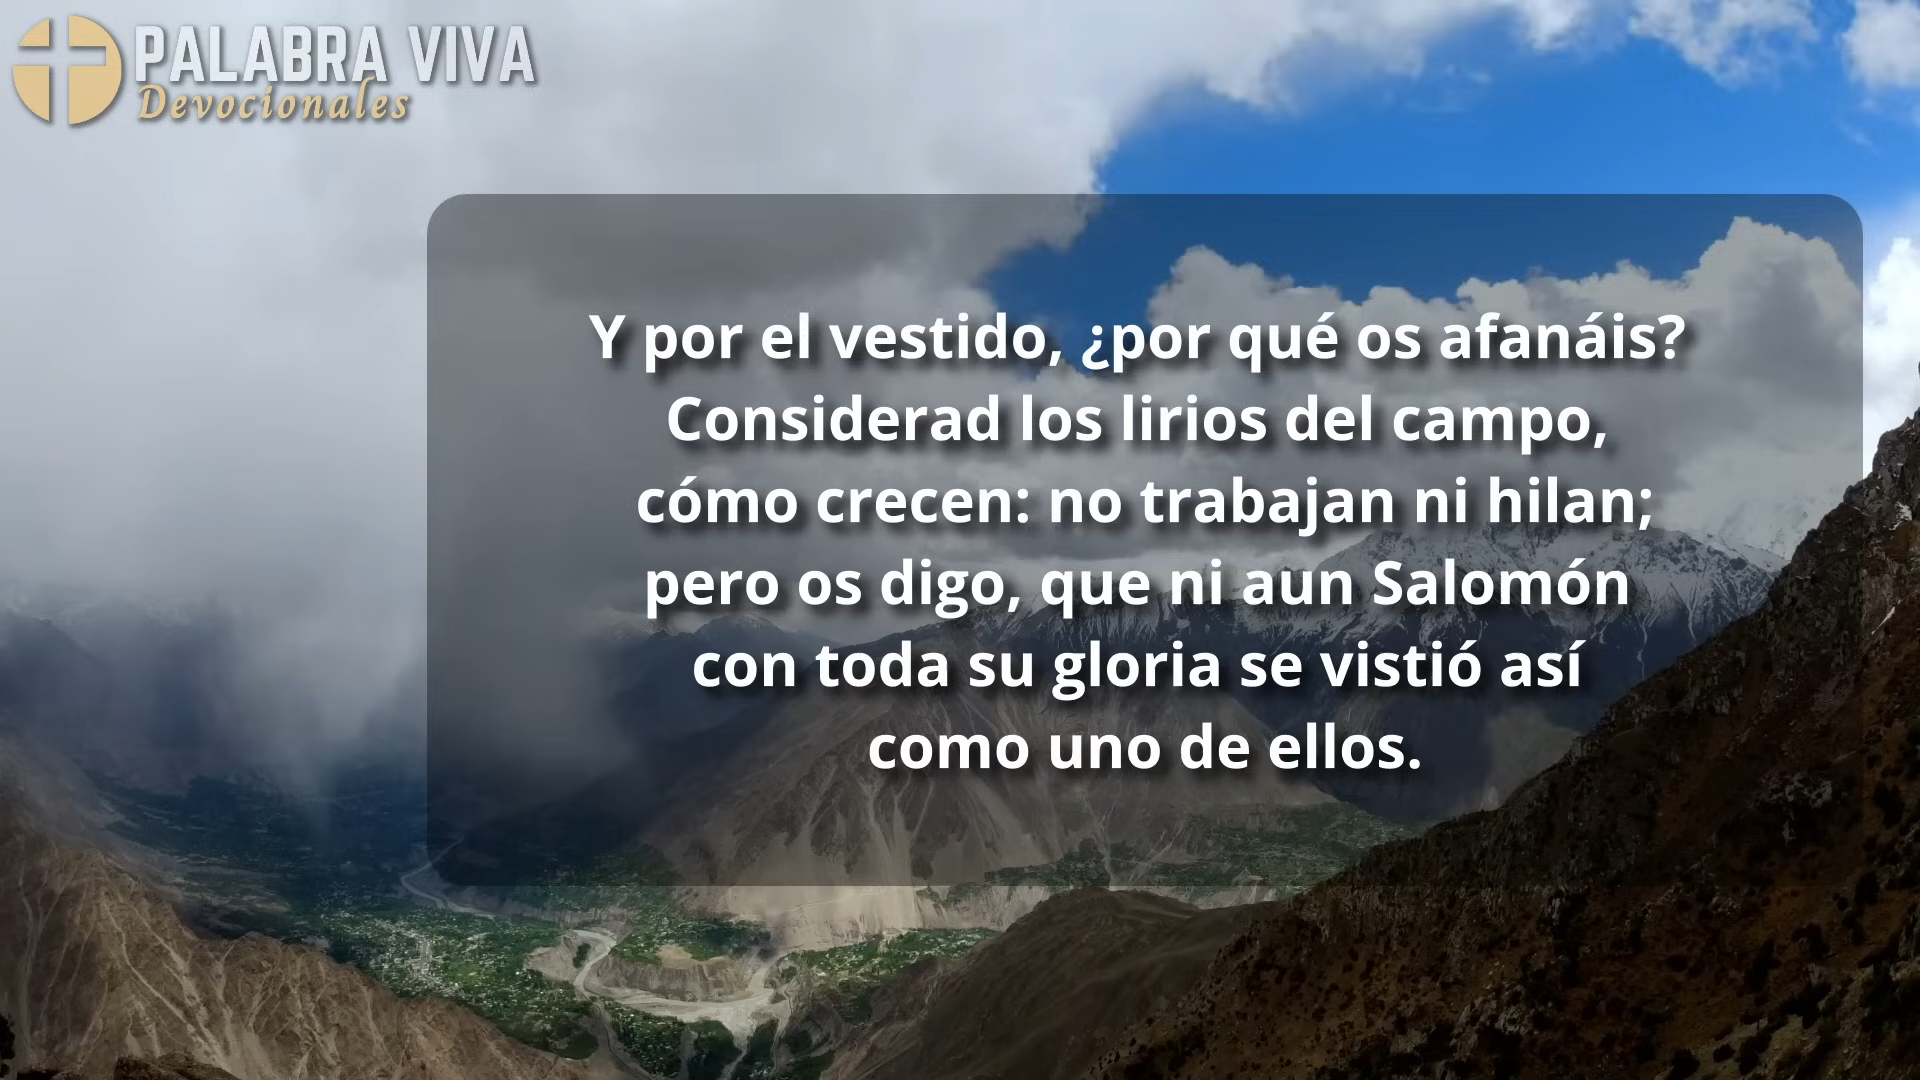 PALABRA VIVA
Devocionales
Y por el vestido, ¿por qué os afanáis?
Considerad los lirios del campo,
cómo crecen: no trabajan ni hilan;
pero os digo, que ni aun Salomón
con toda su gloria se vistió así
como uno de ellos.